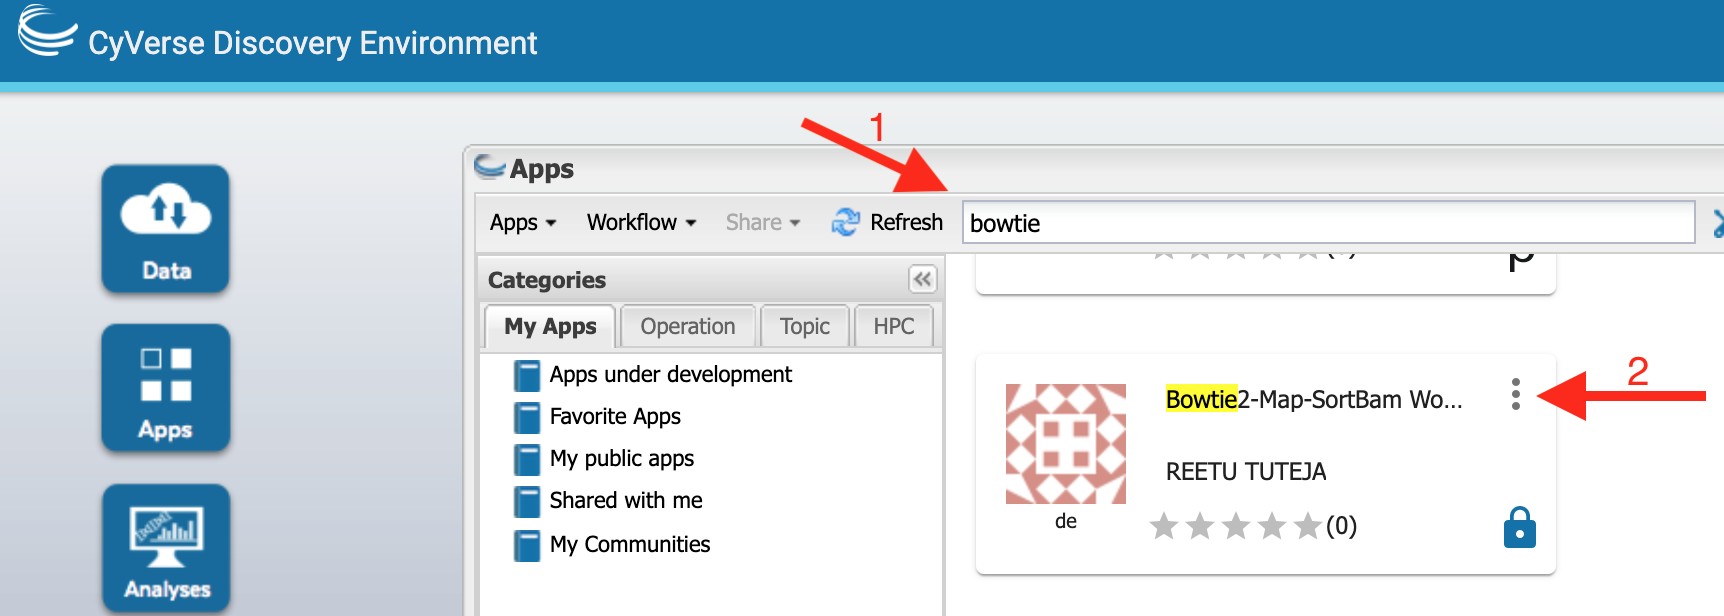 CyVerse Discovery Environment
1
Apps
Apps Workflow Share Refresh bowtie
Data
Categories
My Apps Operation Topic HPC
Apps under development
Favorite Apps
My public apps
Shared with me
My Communities
Apps
Analyses
2
Bowtie2-Map-SortBam Wo...
REETU TUTEJA
de
(0)